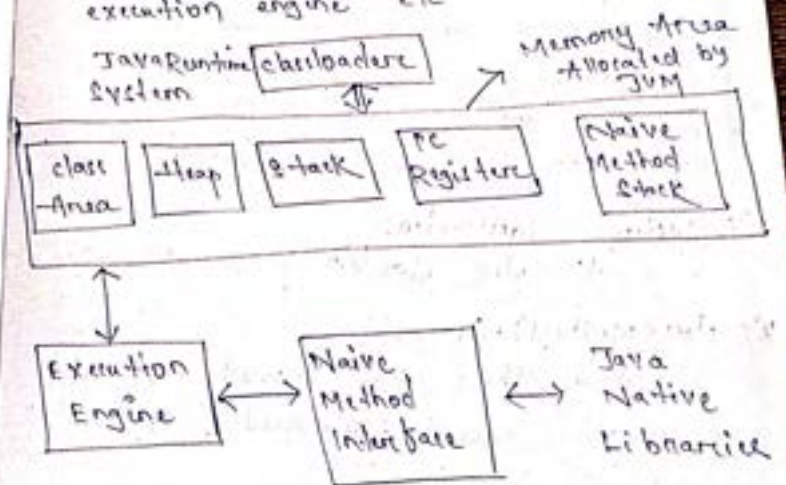 execution engine etc
JavaRuntime
System
classloadere
Memory Area
Allocated by
JVM
class
Area
Heap
Stack
PC
Registere
Naive
Method
Stack
Execution
Engine
Naive
Method
Interface
Java
Native
Libraries